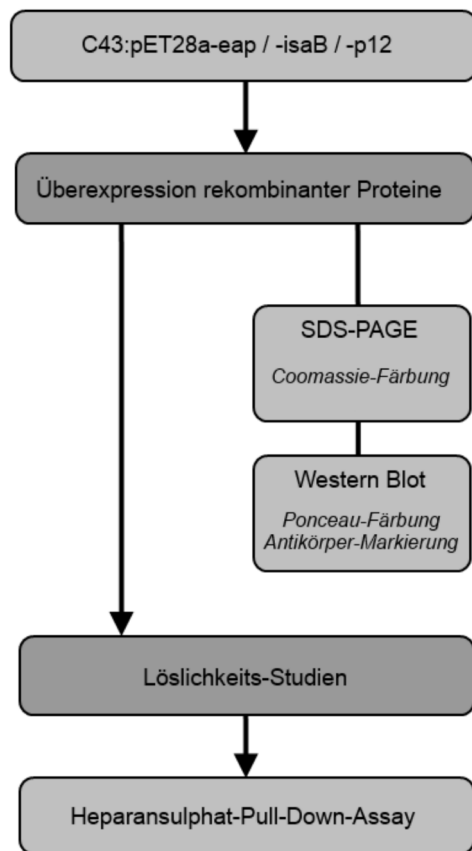 C43:pET28a-eap / -isaB / -p12
Überexpression rekombinanter Proteine
SDS-PAGE
Coomassie-Färbung
Western Blot
Ponceau-Färbung
Antikörper-Markierung
Löslichkeits-Studien
Heparansulphat-Pull-Down-Assay